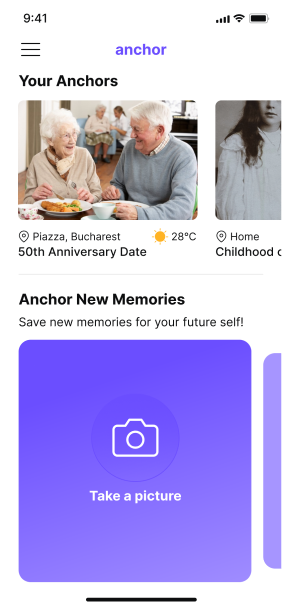 9:41
anchor
Your Anchors
Piazza, Bucharest 28°C
50th Anniversary Date
Home
Childhood
Anchor New Memories
Save new memories for your future self!
Take a picture